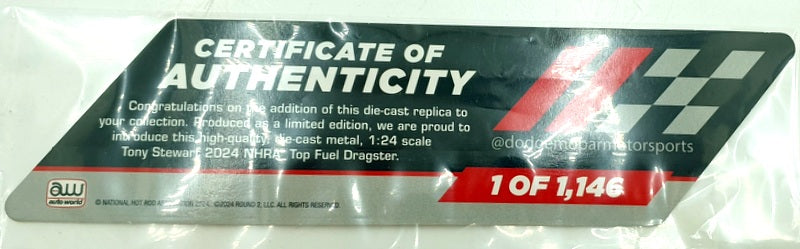 CERTIFICATE OF
AUTHENTICITY
Congratulations on the addition of this die-cast replica to
your collection. Produced as a limited edition, we are proud to
introduce this high-quality, die-cast metal, 1:24 scale
Tony Stewart 2024 NHRA® Top Fuel Dragster.
@dodgemoparmotorsports
1 OF 1,146
aw
auto world
© NATIONAL HOT ROD ASSOCIATION 2024. ©2024 ROUND 2, LLC. ALL RIGHTS RESERVED.